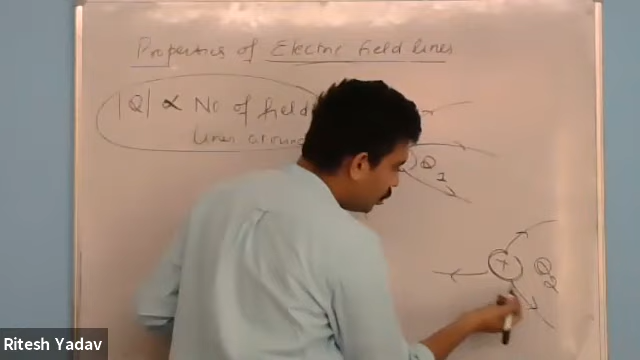 Properties of Electric field lines
|Q| ∝ No of field
lines around
Q1
+
Q2
Ritesh Yadav